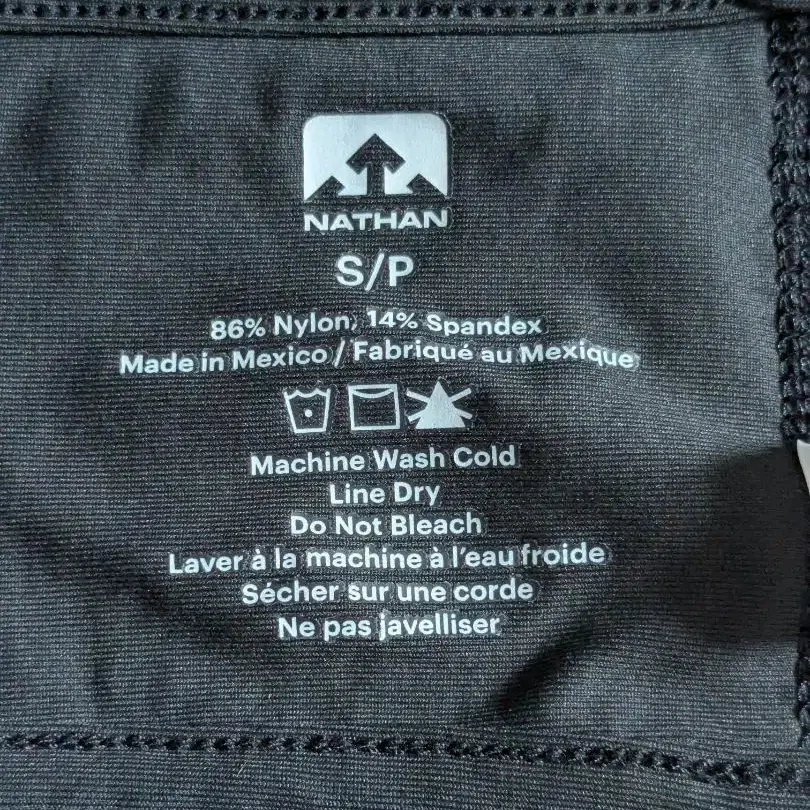 NATHAN
S/P
86% Nylon, 14% Spandex
Made in Mexico / Fabriqué au Mexique
Machine Wash Cold
Line Dry
Do Not Bleach
Laver à la machine à l'eau froide
Sécher sur une corde
Ne pas javelliser